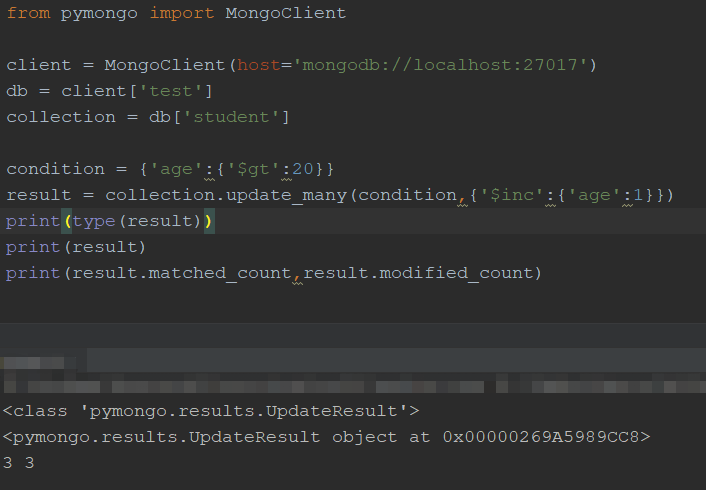 from pymongo import MongoClient
client = MongoClient(host='mongodb://localhost:27017')
db = client['test']
collection = db['student']
condition = {'age':{'$gt':20}}
result = collection.update_many(condition,{'$inc':{'age':1}})
print(type(result))
print(result)
print(result.matched_count,result.modified_count)
<class 'pymongo.results.UpdateResult'>
<pymongo.results.UpdateResult object at 0x00000269A5989CC8>
3 3